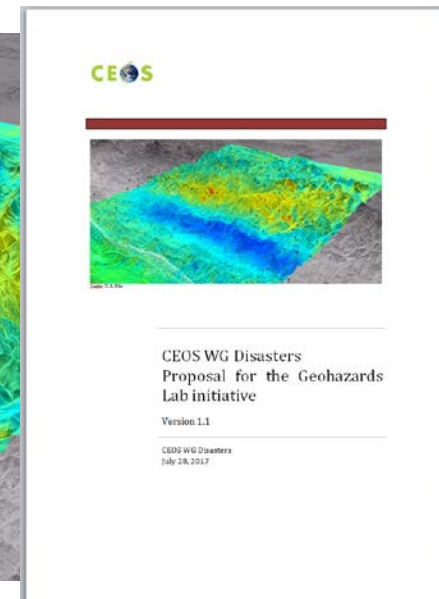 CEOS
CEOS WG Disasters
Proposal for the Geohazards
Lab initiative
Version 1.1
CEOS WG Disasters
July 28, 2017